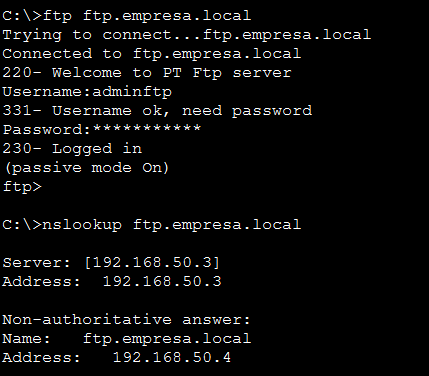 C:\>ftp ftp.empresa.local
Trying to connect...ftp.empresa.local
Connected to ftp.empresa.local
220- Welcome to PT Ftp server
Username:adminftp
331- Username ok, need password
Password:***********
230- Logged in
(passive mode On)
ftp>
C:\>nslookup ftp.empresa.local
Server: [192.168.50.3]
Address:  192.168.50.3
Non-authoritative answer:
Name:   ftp.empresa.local
Address:   192.168.50.4